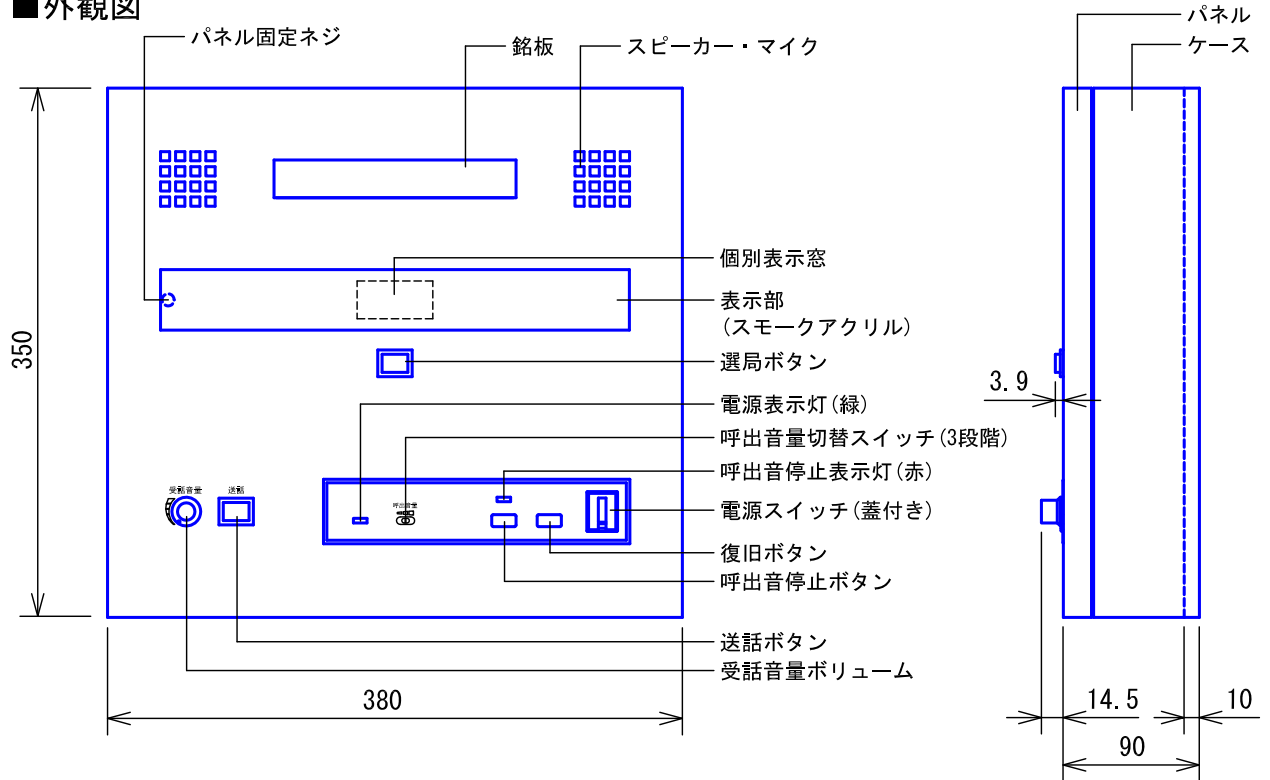 ■外観図
パネル固定ネジ
銘板
スピーカー・マイク
パネル
ケース
個別表示窓
表示部
(スモークアクリル)
選局ボタン
電源表示灯(緑)
呼出音量切替スイッチ(3段階)
呼出音停止表示灯(赤)
電源スイッチ(蓋付き)
復旧ボタン
呼出音停止ボタン
送話ボタン
受話音量ボリューム
受話音量
送話
呼出音量
350
380
3.9
14.5
10
90